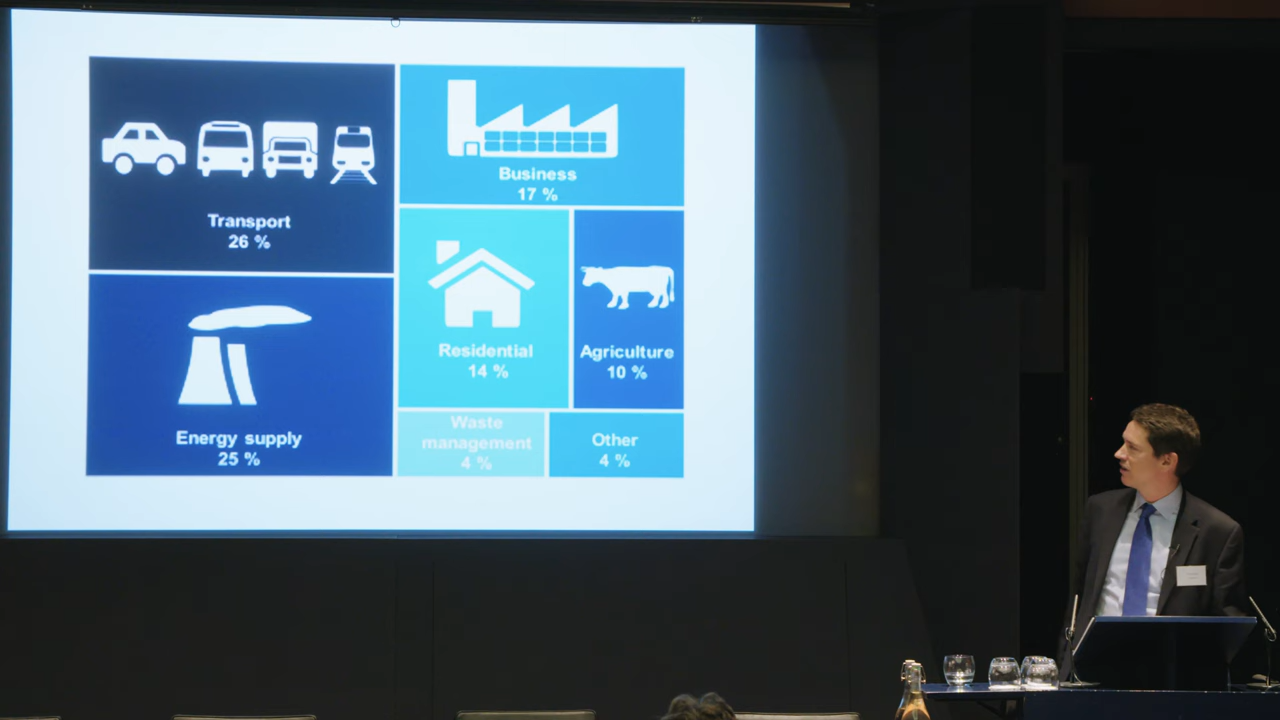 Transport
26 %
Business
17 %
Residential
14 %
Agriculture
10 %
Energy supply
25 %
Waste
management
4 %
Other
4 %